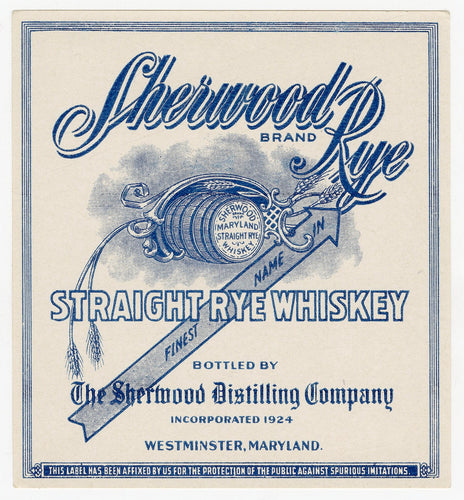 Sherwood
BRAND
Rye
SHERWOOD
MARYLAND
STRAIGHT RYE
WHISKEY
FINEST NAME IN
STRAIGHT RYE WHISKEY
BOTTLED BY
The Sherwood Distilling Company
INCORPORATED 1924
WESTMINSTER, MARYLAND.
THIS LABEL HAS BEEN AFFIXED BY US FOR THE PROTECTION OF THE PUBLIC AGAINST SPURIOUS IMITATIONS.